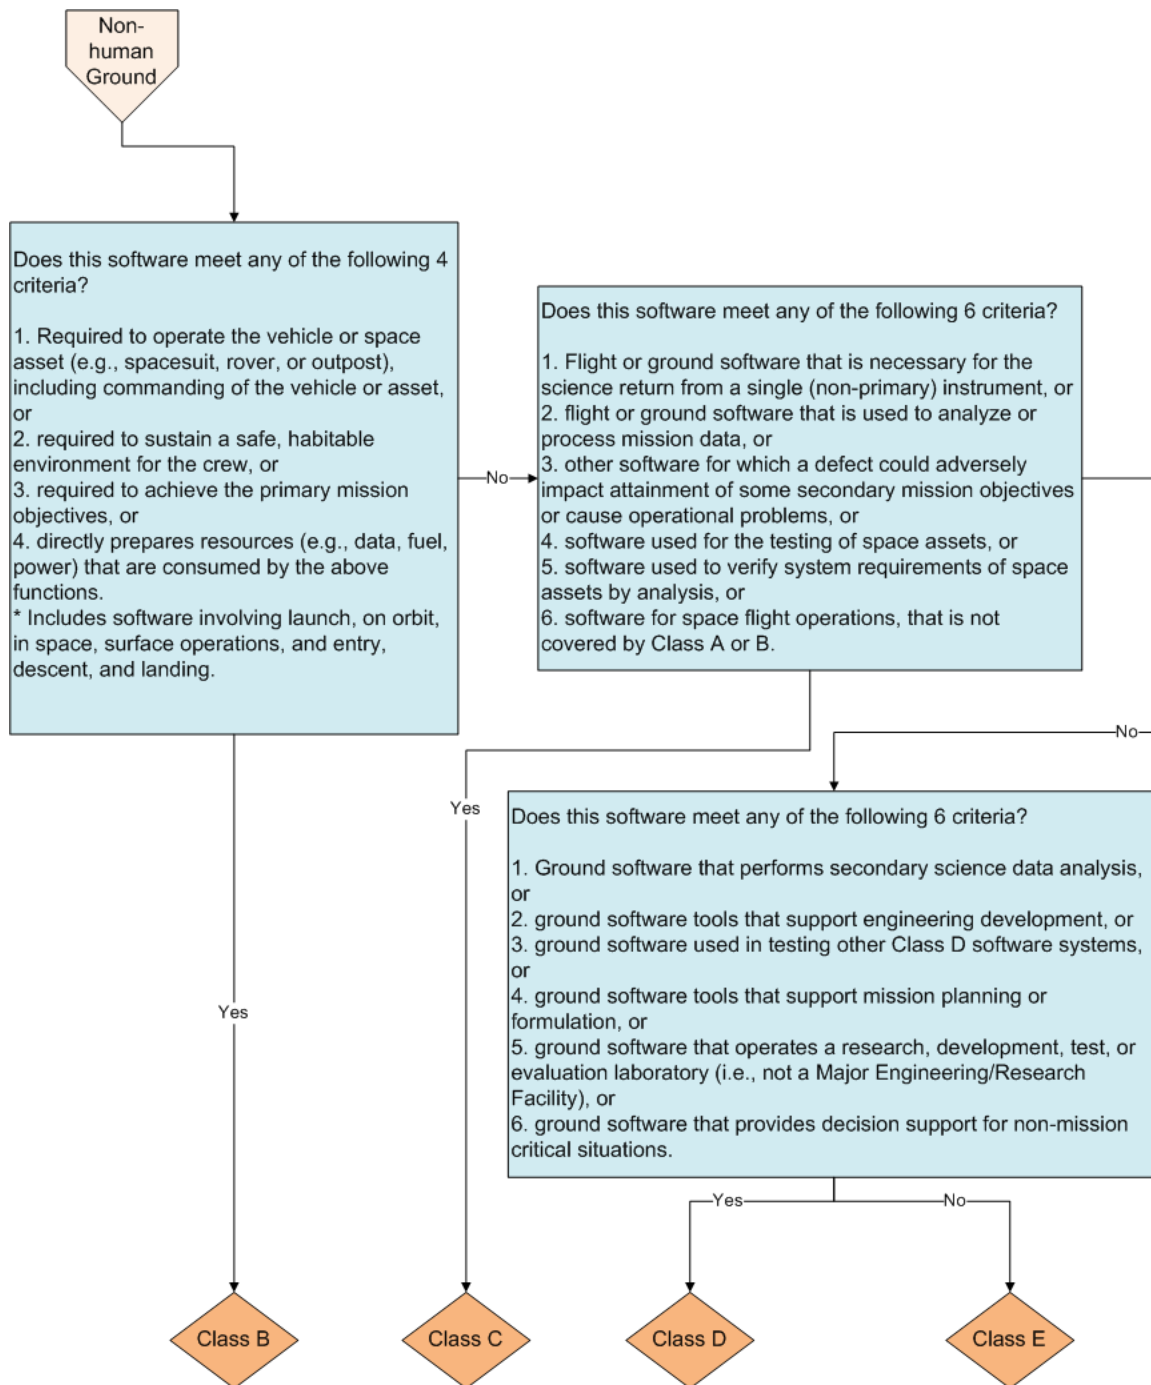 Non-
human
Ground
Does this software meet any of the following 4
criteria?
1. Required to operate the vehicle or space
asset (e.g., spacesuit, rover, or outpost),
including commanding of the vehicle or asset,
or
2. required to sustain a safe, habitable
environment for the crew, or
3. required to achieve the primary mission
objectives, or
4. directly prepares resources (e.g., data, fuel,
power) that are consumed by the above
functions.
* Includes software involving launch, on orbit,
in space, surface operations, and entry,
descent, and landing.
No
Does this software meet any of the following 6 criteria?
1. Flight or ground software that is necessary for the
science return from a single (non-primary) instrument, or
2. flight or ground software that is used to analyze or
process mission data, or
3. other software for which a defect could adversely
impact attainment of some secondary mission objectives
or cause operational problems, or
4. software used for the testing of space assets, or
5. software used to verify system requirements of space
assets by analysis, or
6. software for space flight operations, that is not
covered by Class A or B.
No
Yes
Does this software meet any of the following 6 criteria?
1. Ground software that performs secondary science data analysis,
or
2. ground software tools that support engineering development, or
3. ground software used in testing other Class D software systems,
or
4. ground software tools that support mission planning or
formulation, or
5. ground software that operates a research, development, test, or
evaluation laboratory (i.e., not a Major Engineering/Research
Facility), or
6. ground software that provides decision support for non-mission
critical situations.
Yes
Yes
No
Class B
Class C
Class D
Class E